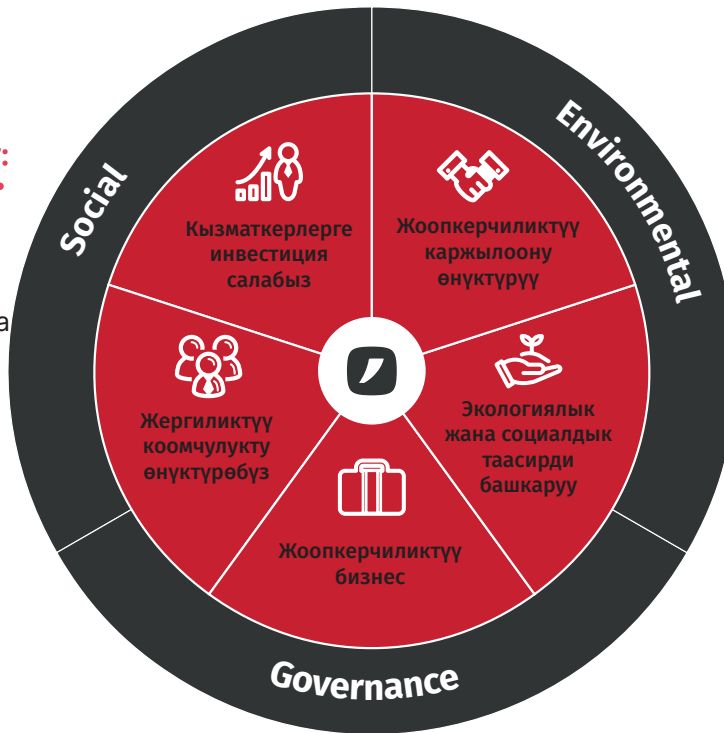 Social
Environmental
Кызматкерлерге
инвестиция
салабыз
Жоопкерчиликтүү
каржылоону
өнүктүрүү
а
Жергиликтүү
коомчулукту
өнүктүрөбүз
Экологиялык
жана социалдык
таасирди
башкаруу
Жоопкерчиликтүү
бизнес
Governance